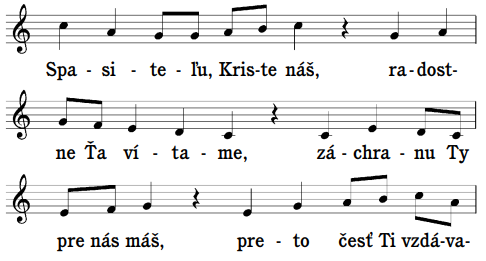 Spa - si - te - ľu, Kris - te náš, ra - dost -
ne Ťa ví - ta - me, zá - chra - nu Ty
pre nás máš, pre - to česť Ti vzdá - va -